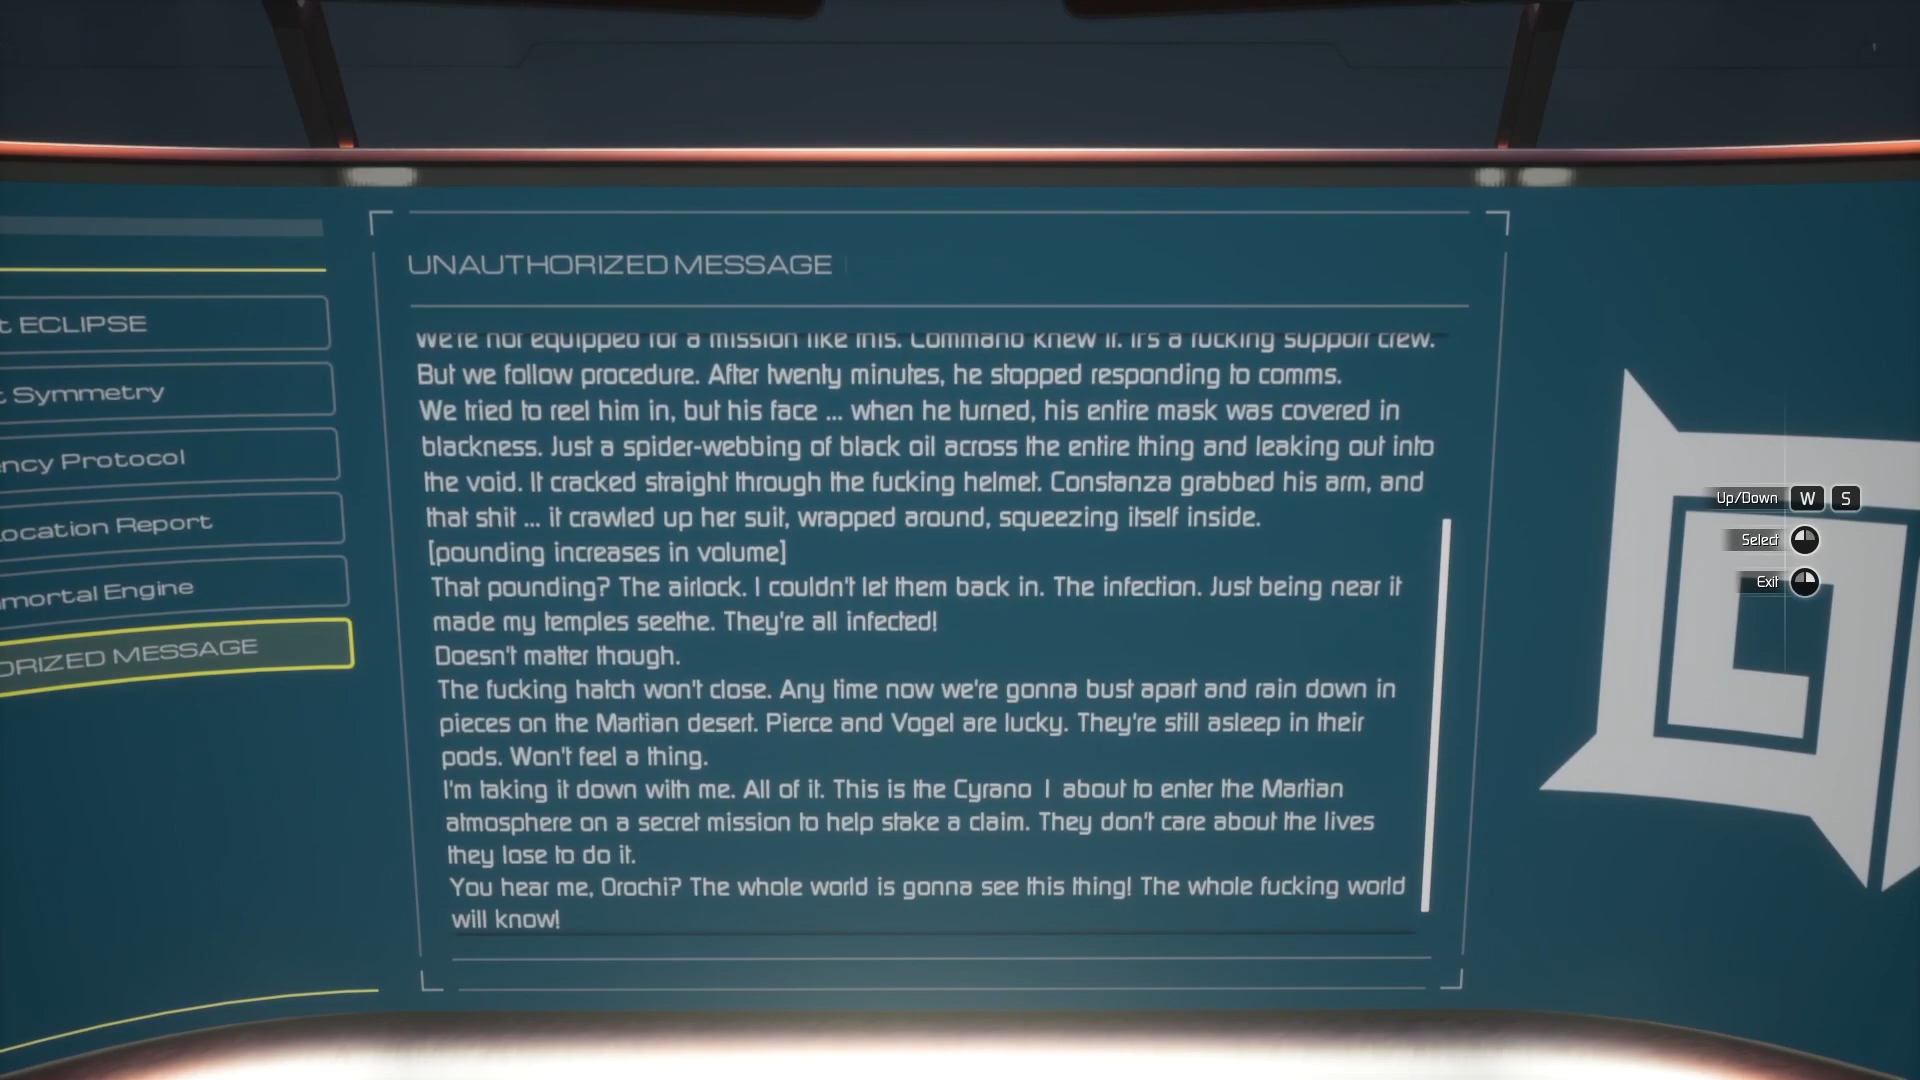 UNAUTHORIZED MESSAGE
t ECLIPSE
t Symmetry
ncy Protocol
ocation Report
mortal Engine
ORIZED MESSAGE
We're not equipped for a mission like this. Command knew it. It's a fucking support crew.
But we follow procedure. After twenty minutes, he stopped responding to comms.
We tried to reel him in, but his face ... when he turned, his entire mask was covered in
blackness. Just a spider-webbing of black oil across the entire thing and leaking out into
the void. It cracked straight through the fucking helmet. Constanza grabbed his arm, and
that shit ... it crawled up her suit, wrapped around, squeezing itself inside.
[pounding increases in volume]
That pounding? The airlock. I couldn't let them back in. The infection. Just being near it
made my temples seethe. They're all infected!
Doesn't matter though.
The fucking hatch won't close. Any time now we're gonna bust apart and rain down in
pieces on the Martian desert. Pierce and Vogel are lucky. They're still asleep in their
pods. Won't feel a thing.
I'm taking it down with me. All of it. This is the Cyrano I about to enter the Martian
atmosphere on a secret mission to help stake a claim. They don't care about the lives
they lose to do it.
You hear me, Orochi? The whole world is gonna see this thing! The whole fucking world
will know!
Up/Down W S
Select
Exit